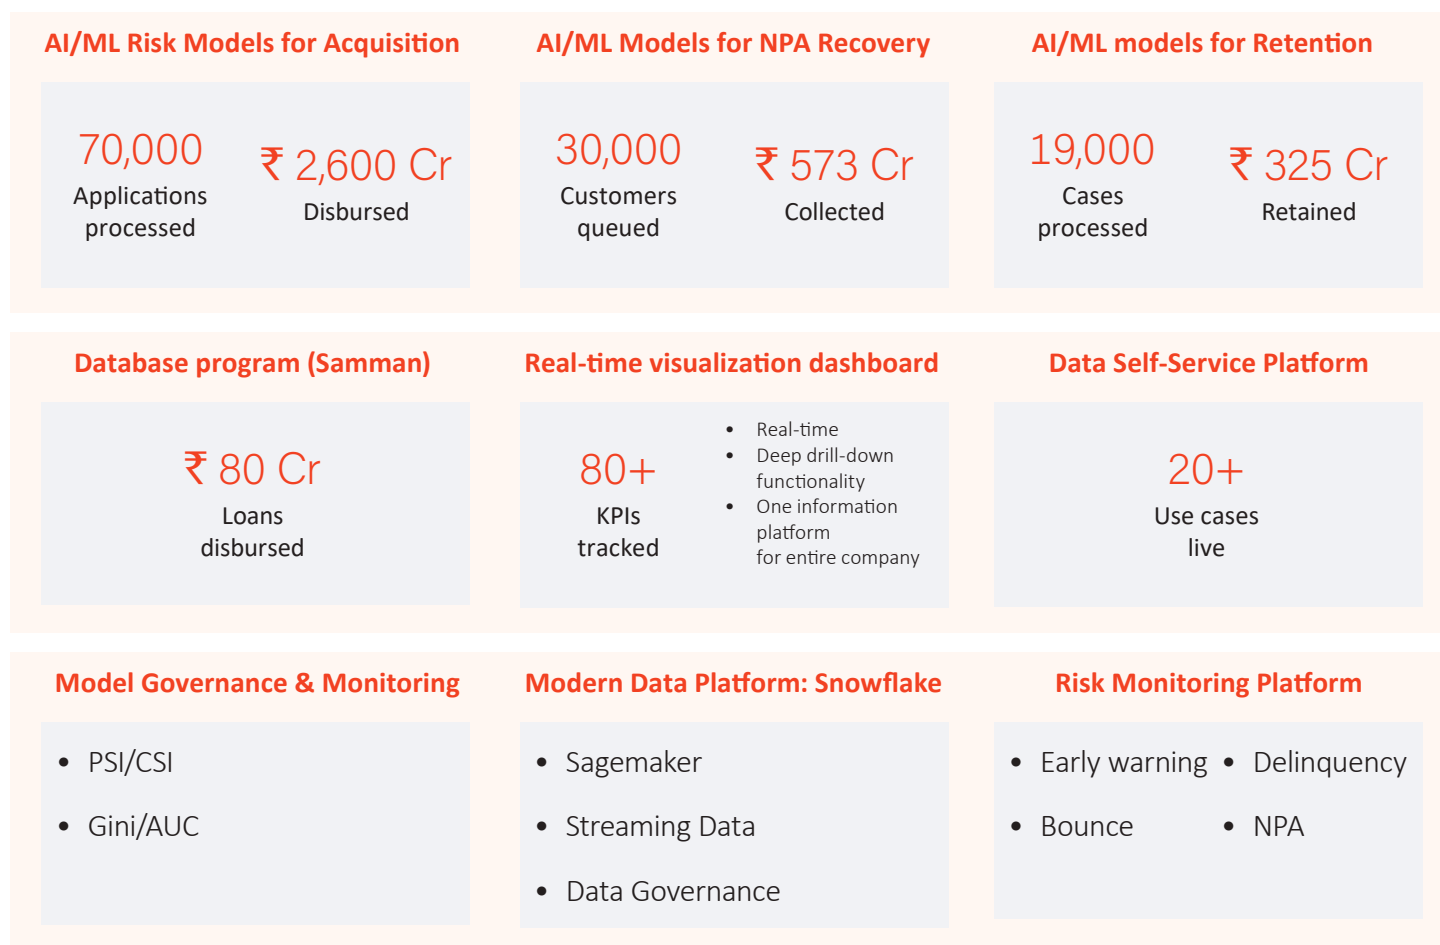 AI/ML Risk Models for Acquisition
70,000
Applications
processed
₹ 2,600 Cr
Disbursed
AI/ML Models for NPA Recovery
30,000
Customers
queued
₹ 573 Cr
Collected
AI/ML models for Retention
19,000
Cases
processed
₹ 325 Cr
Retained
Database program (Samman)
₹ 80 Cr
Loans
disbursed
Real-time visualization dashboard
80+
KPIs
tracked
• Real-time
• Deep drill-down
functionality
• One information
platform
for entire company
Data Self-Service Platform
20+
Use cases
live
Model Governance & Monitoring
• PSI/CSI
• Gini/AUC
Modern Data Platform: Snowflake
• Sagemaker
• Streaming Data
• Data Governance
Risk Monitoring Platform
• Early warning
• Bounce
• Delinquency
• NPA